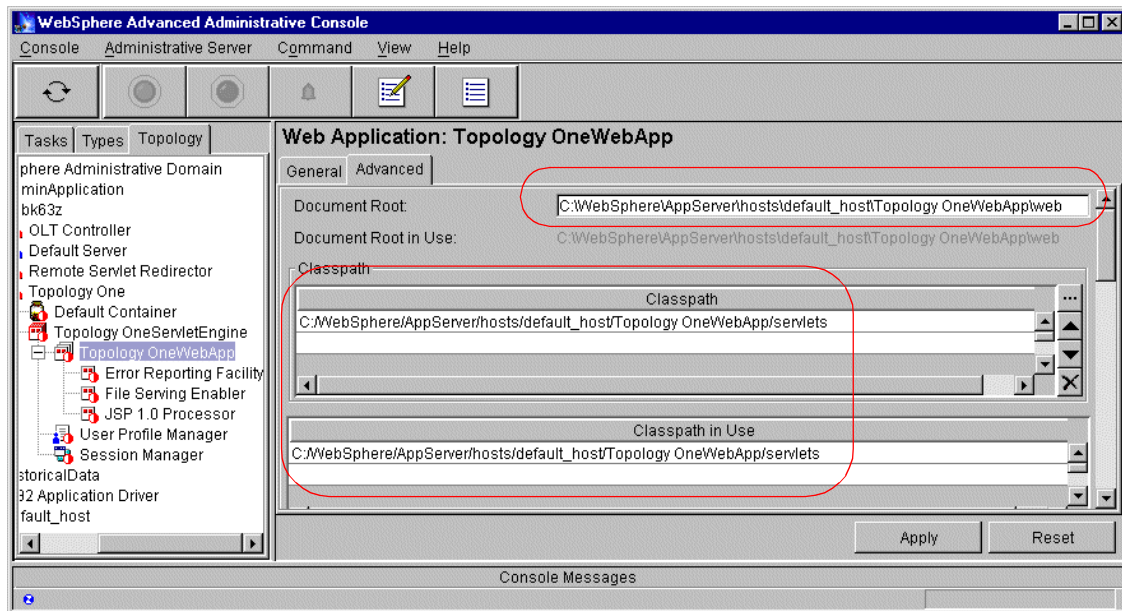 WebSphere Advanced Administrative Console
Console Administrative Server Command View Help
Tasks Types Topology
phere Administrative Domain
minApplication
bk63z
OLT Controller
Default Server
Remote Servlet Redirector
Topology One
Default Container
Topology OneServletEngine
Topology OneWebApp
Error Reporting Facility
File Serving Enabler
JSP 1.0 Processor
User Profile Manager
Session Manager
storicalData
32 Application Driver
fault_host
Web Application: Topology OneWebApp
General Advanced
Document Root: C:\WebSphere\AppServer\hosts\default_host\Topology OneWebApp\web
Document Root in Use: C:\WebSphere\AppServer\hosts\default_host\Topology OneWebApp\web
Classpath
Classpath
C:/WebSphere/AppServer/hosts/default_host/Topology OneWebApp/servlets
Classpath in Use
C:/WebSphere/AppServer/hosts/default_host/Topology OneWebApp/servlets
Apply Reset
Console Messages